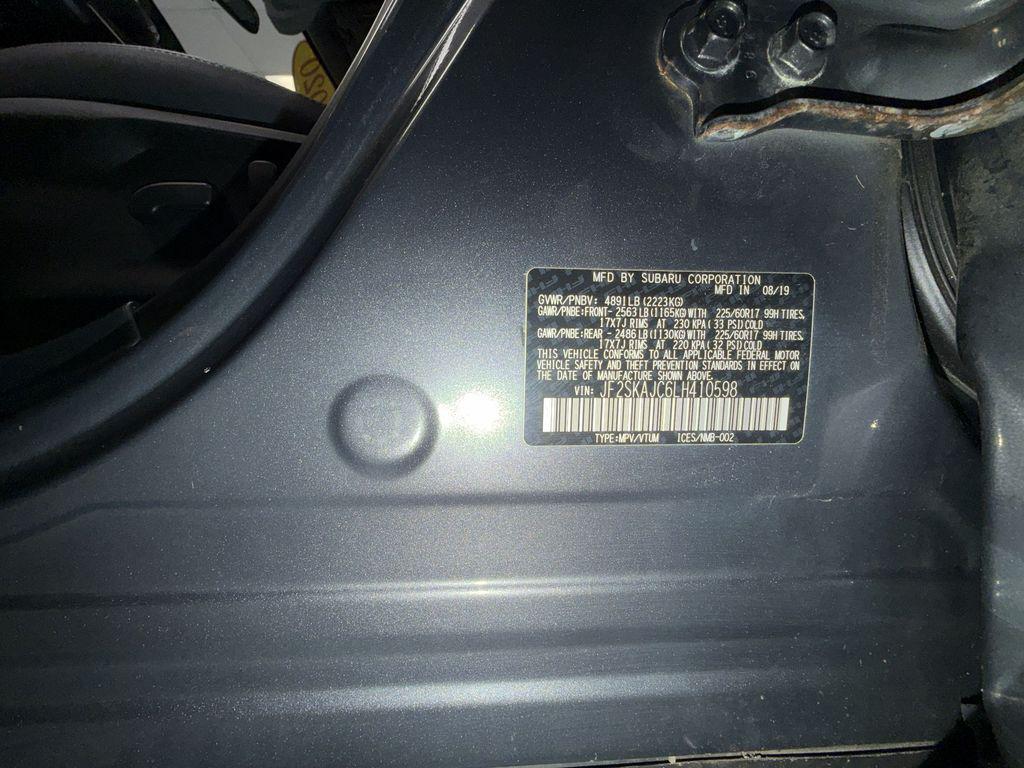 020
MFD BY SUBARU CORPORATION
MFD IN 08/19
GVWR/PNBV: 4891LB(2223KG)
GAWR/PNBE:FRONT- 2563LB(1165KG)WITH 225/60R17 99H TIRES,
17X7J RIMS AT 230 KPA(33 PSI)COLD
GAWR/PNBE:REAR - 2486LB(1130KG)WITH 225/60R17 99H TIRES,
17X7J RIMS AT 220 KPA(32 PSI)COLD
THIS VEHICLE CONFORMS TO ALL APPLICABLE FEDERAL MOTOR
VEHICLE SAFETY AND THEFT PREVENTION STANDARDS IN EFFECT ON
THE DATE OF MANUFACTURE SHOWN ABOVE.
VIN: JF2SKAJC6LH410598
TYPE:MPV/VTUM ICES/NMB-002